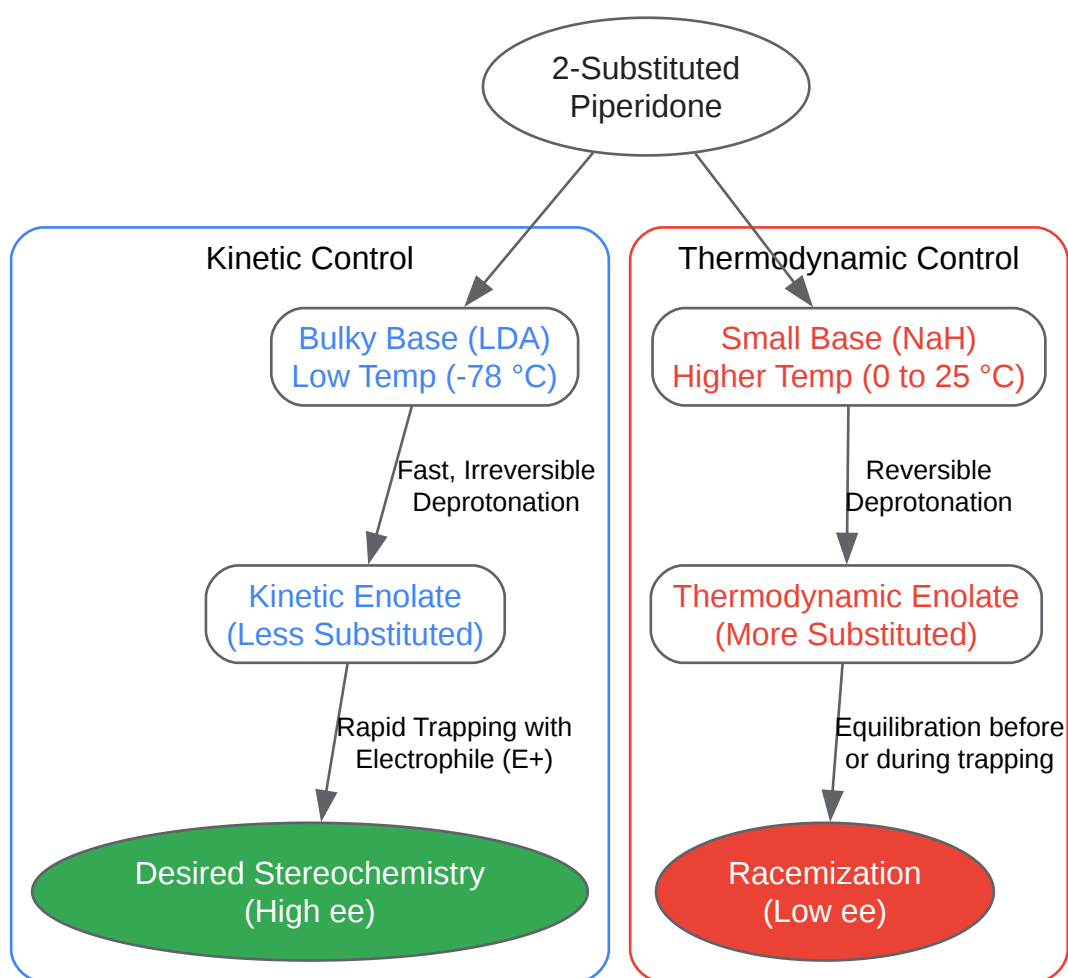 2-Substituted
Piperidone
Kinetic Control
Thermodynamic Control
Bulky Base (LDA)
Low Temp (-78 °C)
Small Base (NaH)
Higher Temp (0 to 25 °C)
Fast, Irreversible
Deprotonation
Reversible
Deprotonation
Kinetic Enolate
(Less Substituted)
Thermodynamic Enolate
(More Substituted)
Rapid Trapping with
Electrophile (E+)
Equilibration before
or during trapping
Desired Stereochemistry
(High ee)
Racemization
(Low ee)